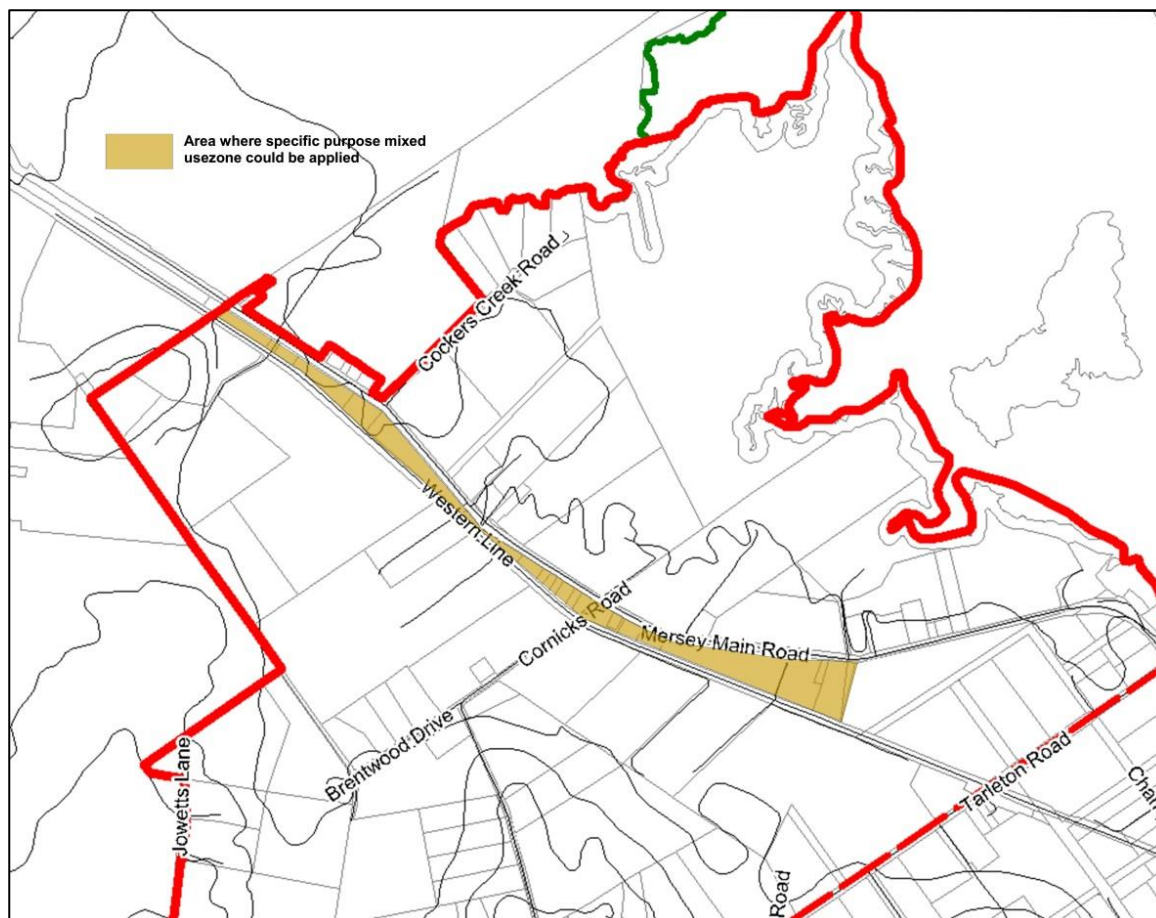 Area where specific purpose mixed
usezone could be applied
Cockers Creek Road
Western Line
Cornicks Road
Mersey Main Road
Brentwood Drive
Jowetts Lane
Tarleton Road
Road